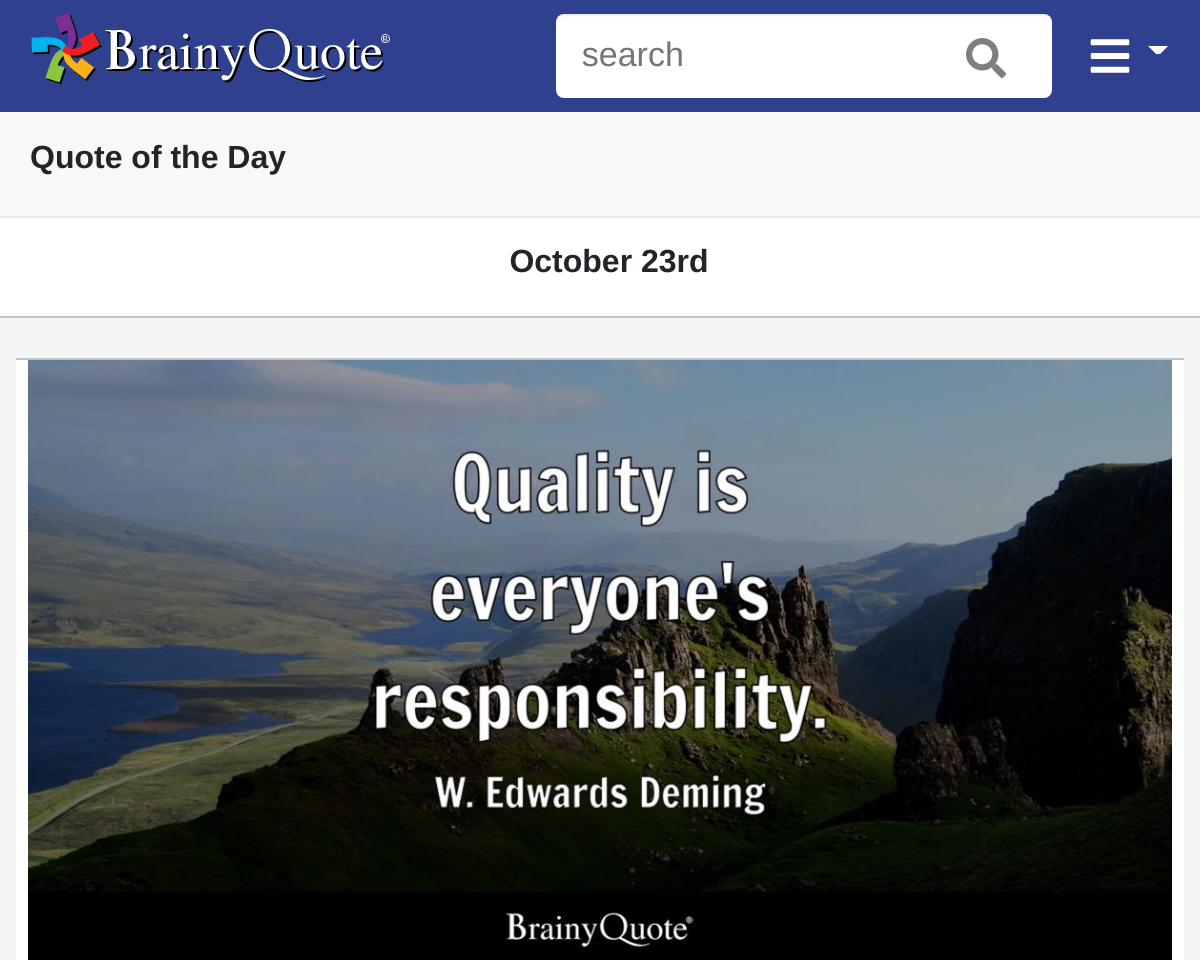 BrainyQuote®
search
Quote of the Day
October 23rd
Quality is
everyone's
responsibility.
W. Edwards Deming
BrainyQuote®